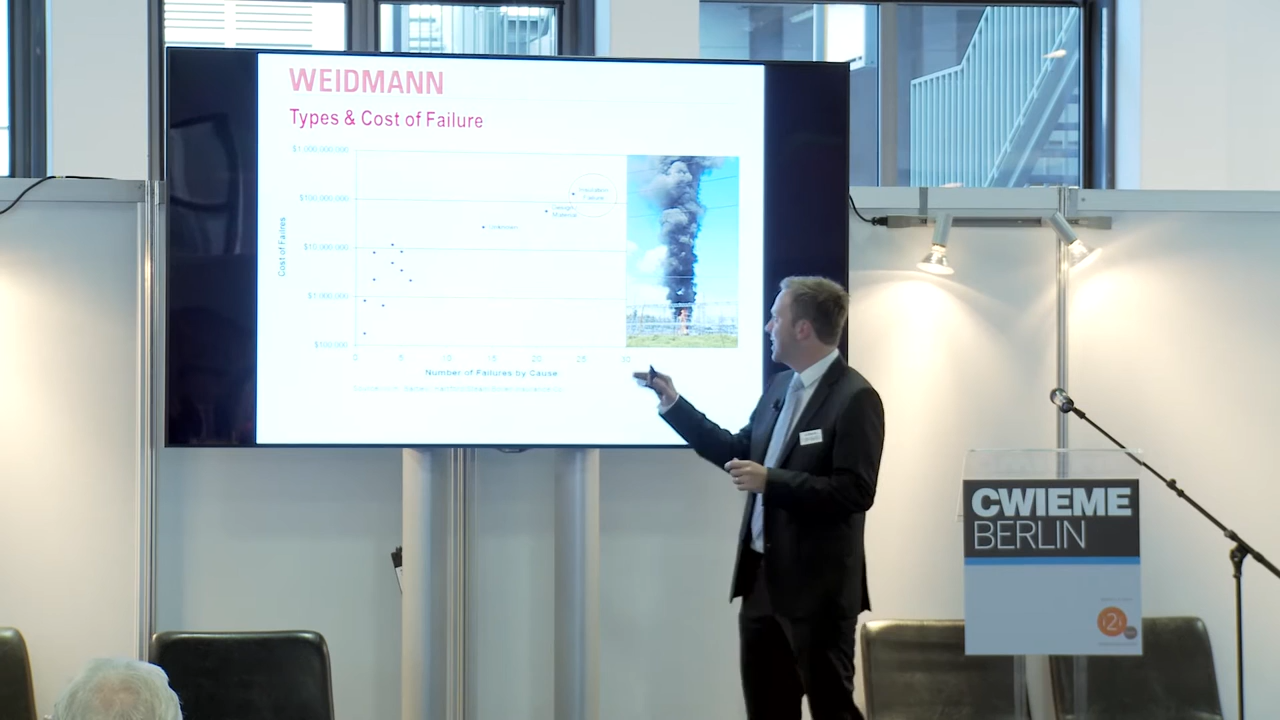 WEIDMANN
Types & Cost of Failure
$1,000,000,000
$100,000,000
$10,000,000
$1,000,000
$100,000
Cost of Failres
Insulation
Failure
Design/
Material
Unknown
0 5 10 15 20 25 30
Number of Failures by Cause
CWIEME
BERLIN
i2i